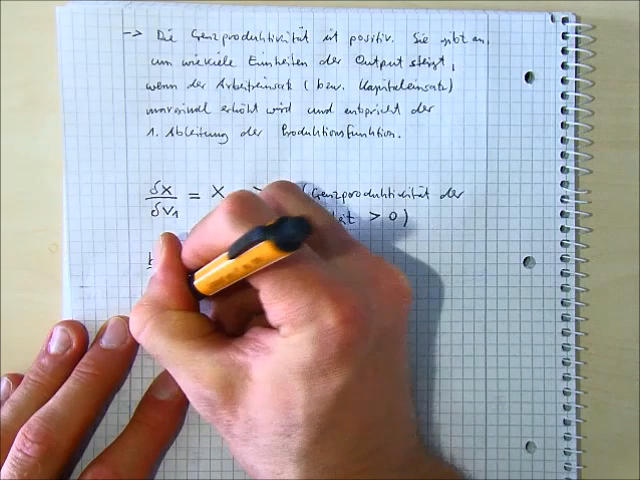 -> Die Grenzproduktivität ist positiv. Sie gibt an,
um wieviele Einheiten der Output steigt,
wenn der Arbeitseinsatz (bzw. Kapitaleinsatz)
marginal erhöht wird und entspricht der
1. Ableitung der Produktionsfunktion.
δx = x > (Grenzproduktivität der
δv₁ > 0)